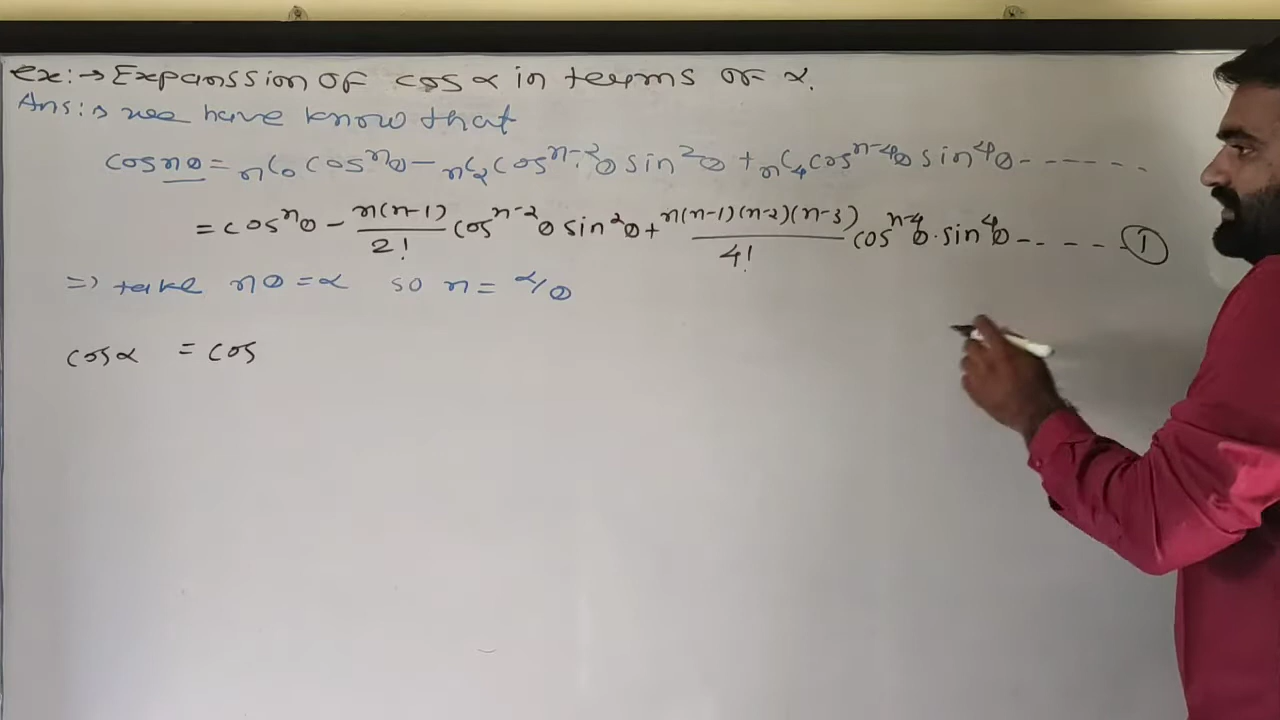 ex:→ Expanssion of cos α in terms of α.
Ans:→ we have know that
cos nθ = nC₀ cosⁿθ − nC₂ cosⁿ⁻²θ sin²θ + nC₄ cosⁿ⁻⁴θ sin⁴θ - - - - - - -
= cosⁿθ − n(n-1)/2! cosⁿ⁻²θ sin²θ + n(n-1)(n-2)(n-3)/4! cosⁿ⁻⁴θ · sin⁴θ - - - - - ①
=> take nθ = α so n = α/θ
cos α = cos